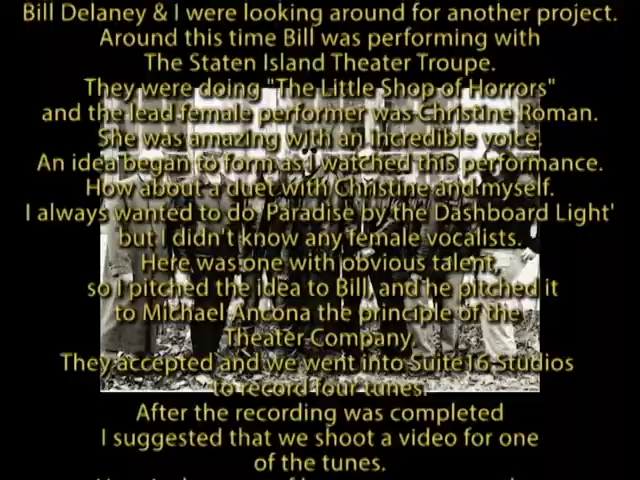 Bill Delaney & I were looking around for another project.
Around this time Bill was performing with
The Staten Island Theater Troupe.
They were doing "The Little Shop of Horrors"
and the lead female performer was Christine Roman.
She was amazing with an incredible voice.
An idea began to form as I watched this performance.
How about a duet with Christine and myself.
I always wanted to do 'Paradise by the Dashboard Light'
but I didn't know any female vocalists.
Here was one with obvious talent,
so I pitched the idea to Bill, and he pitched it
to Michael Ancona the principle of the
Theater Company.
They accepted and we went into Suite16 Studios
to record four tunes.
After the recording was completed
I suggested that we shoot a video for one
of the tunes.